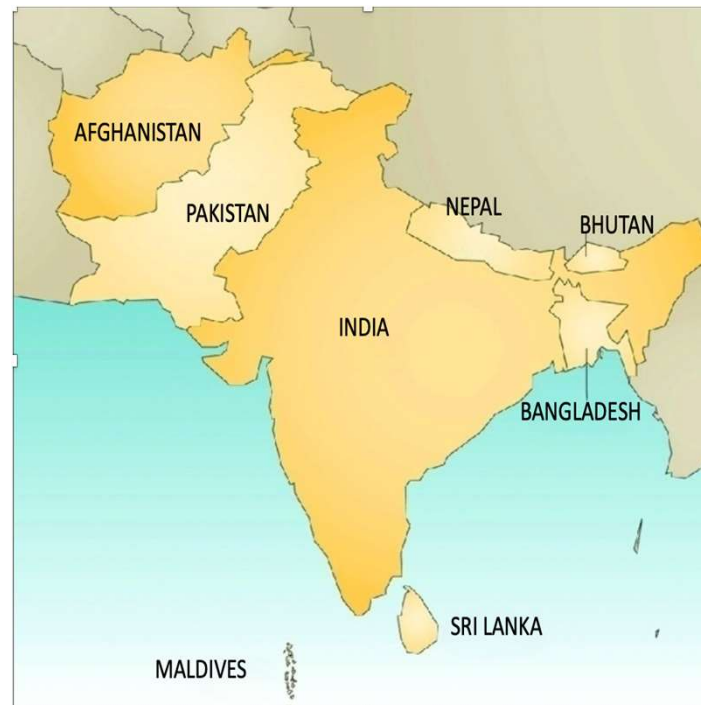 AFGHANISTAN
PAKISTAN
NEPAL
BHUTAN
INDIA
BANGLADESH
SRI LANKA
MALDIVES